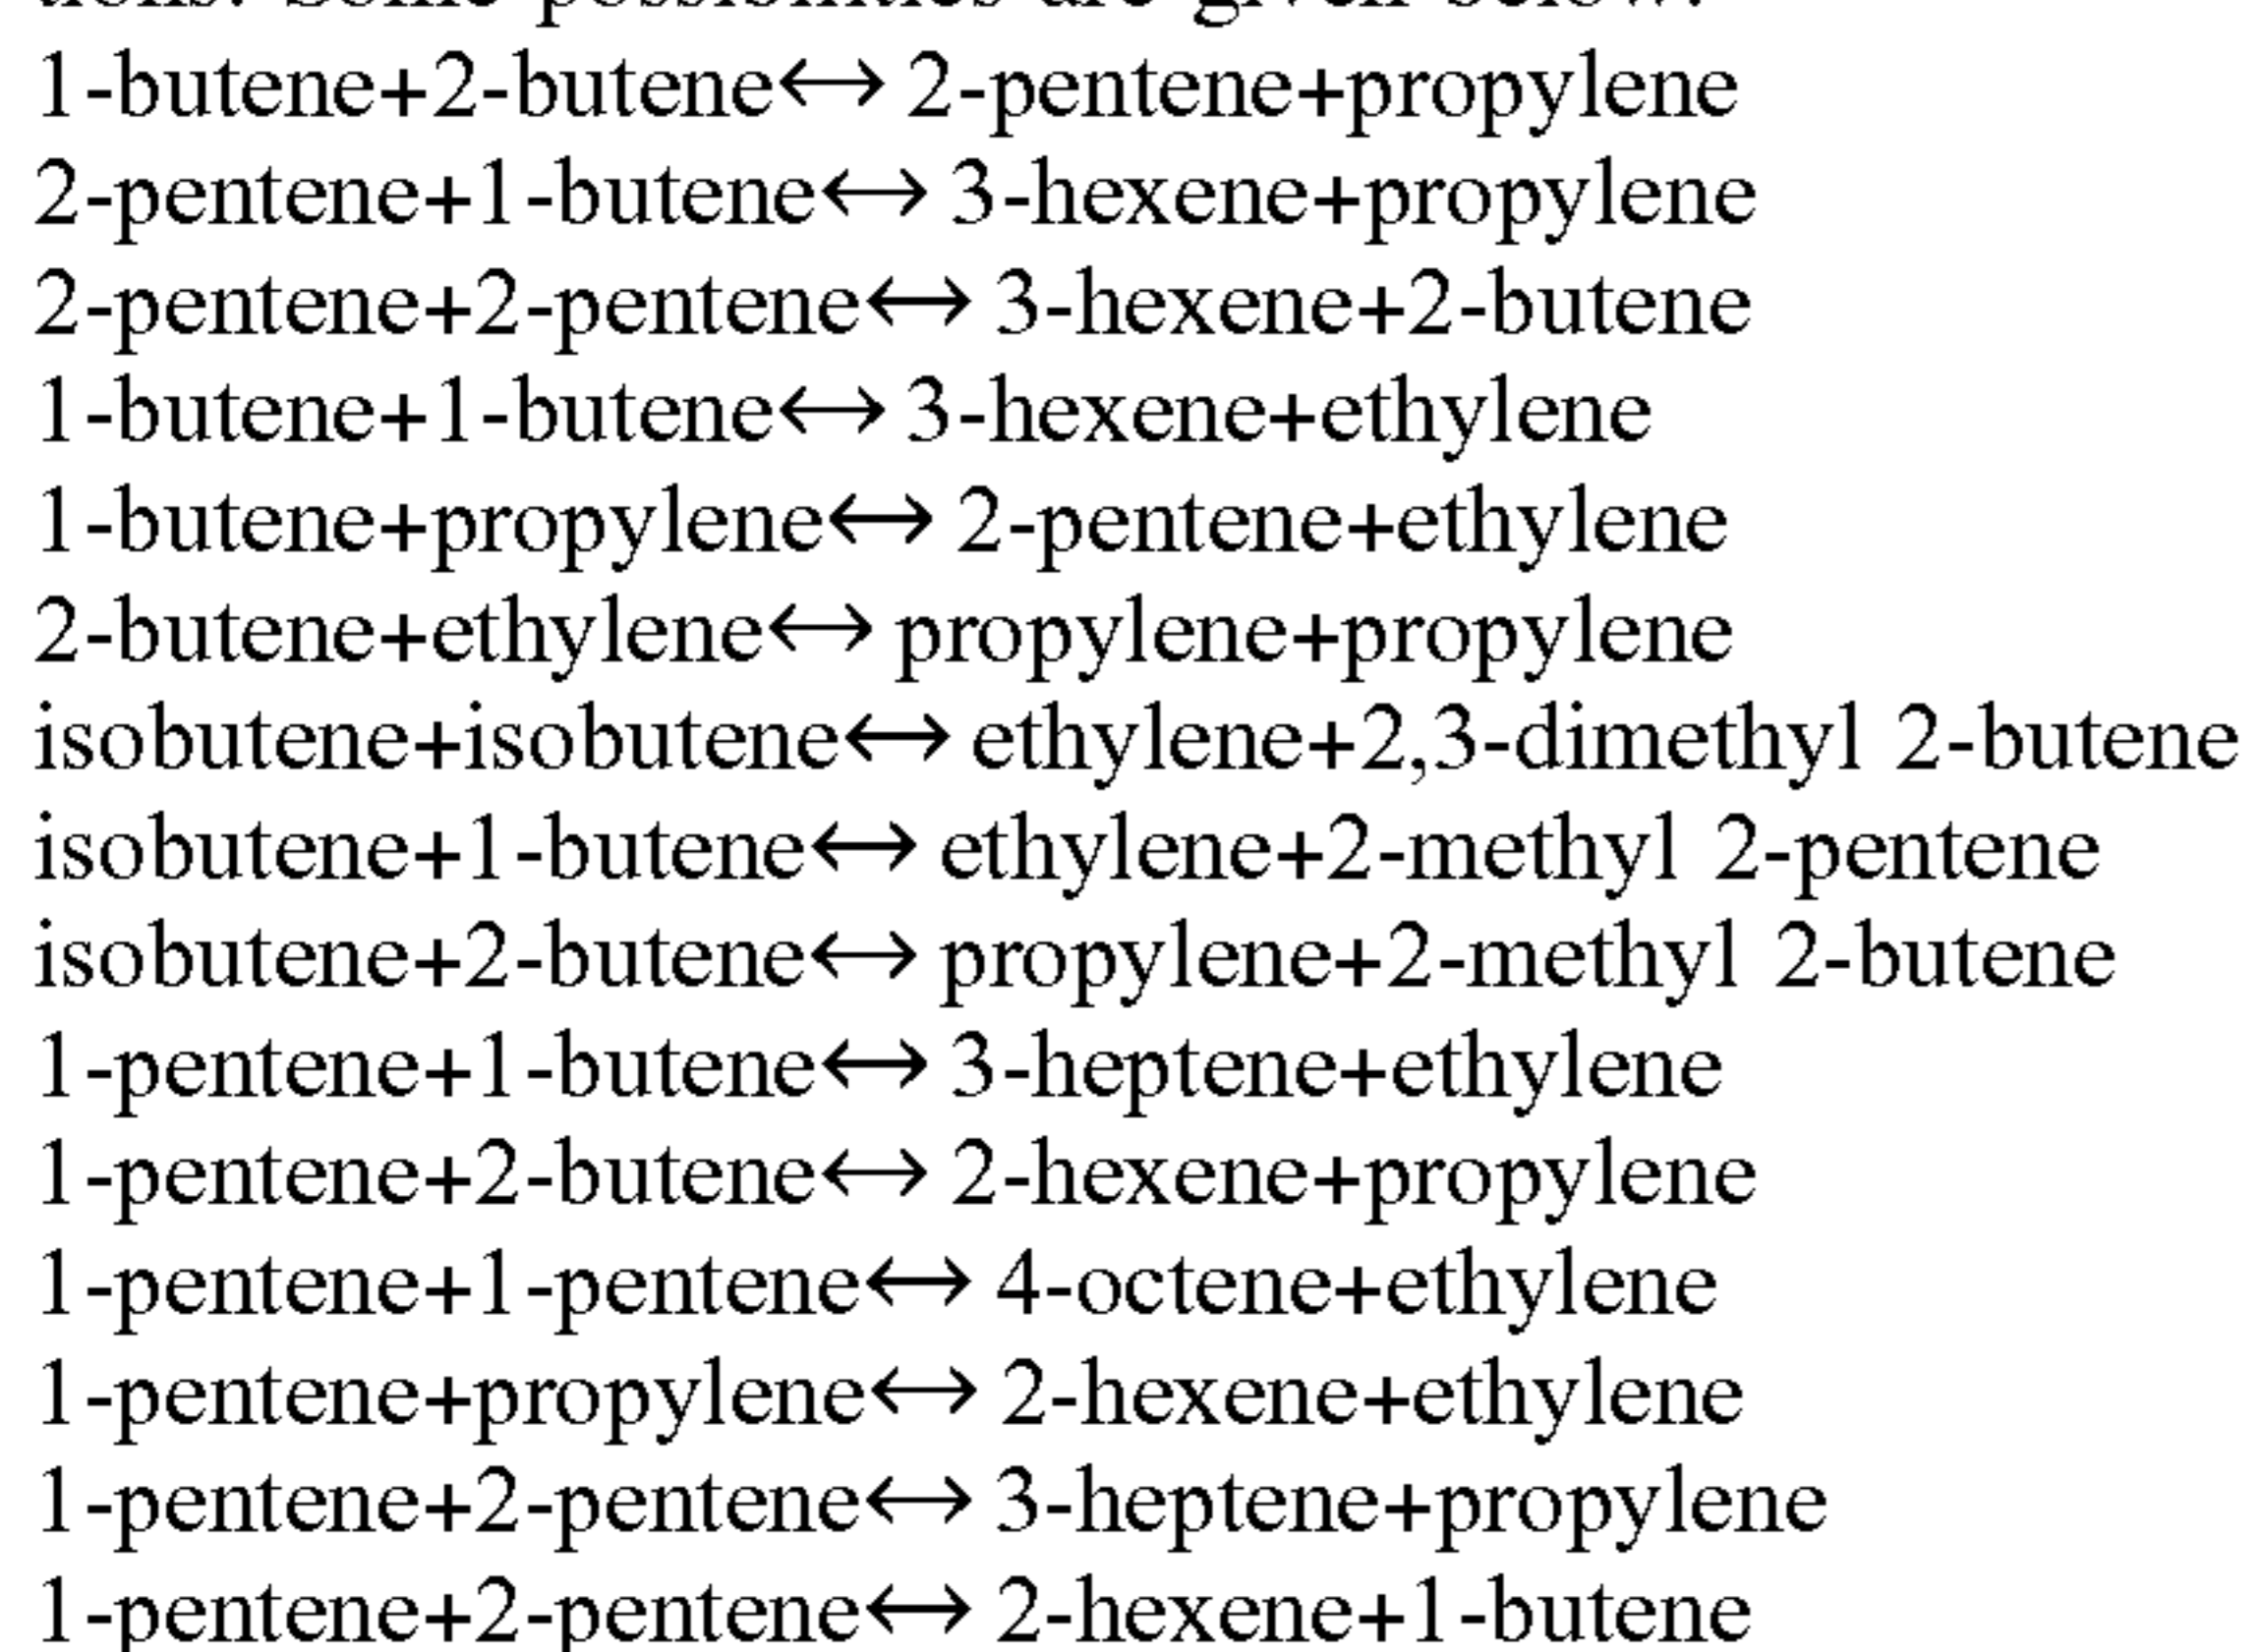 1-butene+2-butene↔ 2-pentene+propylene
2-pentene+1-butene↔ 3-hexene+propylene
2-pentene+2-pentene↔ 3-hexene+2-butene
1-butene+1-butene↔ 3-hexene+ethylene
1-butene+propylene↔ 2-pentene+ethylene
2-butene+ethylene↔ propylene+propylene
isobutene+isobutene↔ ethylene+2,3-dimethyl 2-butene
isobutene+1-butene↔ ethylene+2-methyl 2-pentene
isobutene+2-butene↔ propylene+2-methyl 2-butene
1-pentene+1-butene↔ 3-heptene+ethylene
1-pentene+2-butene↔ 2-hexene+propylene
1-pentene+1-pentene↔ 4-octene+ethylene
1-pentene+propylene↔ 2-hexene+ethylene
1-pentene+2-pentene↔ 3-heptene+propylene
1-pentene+2-pentene↔ 2-hexene+1-butene